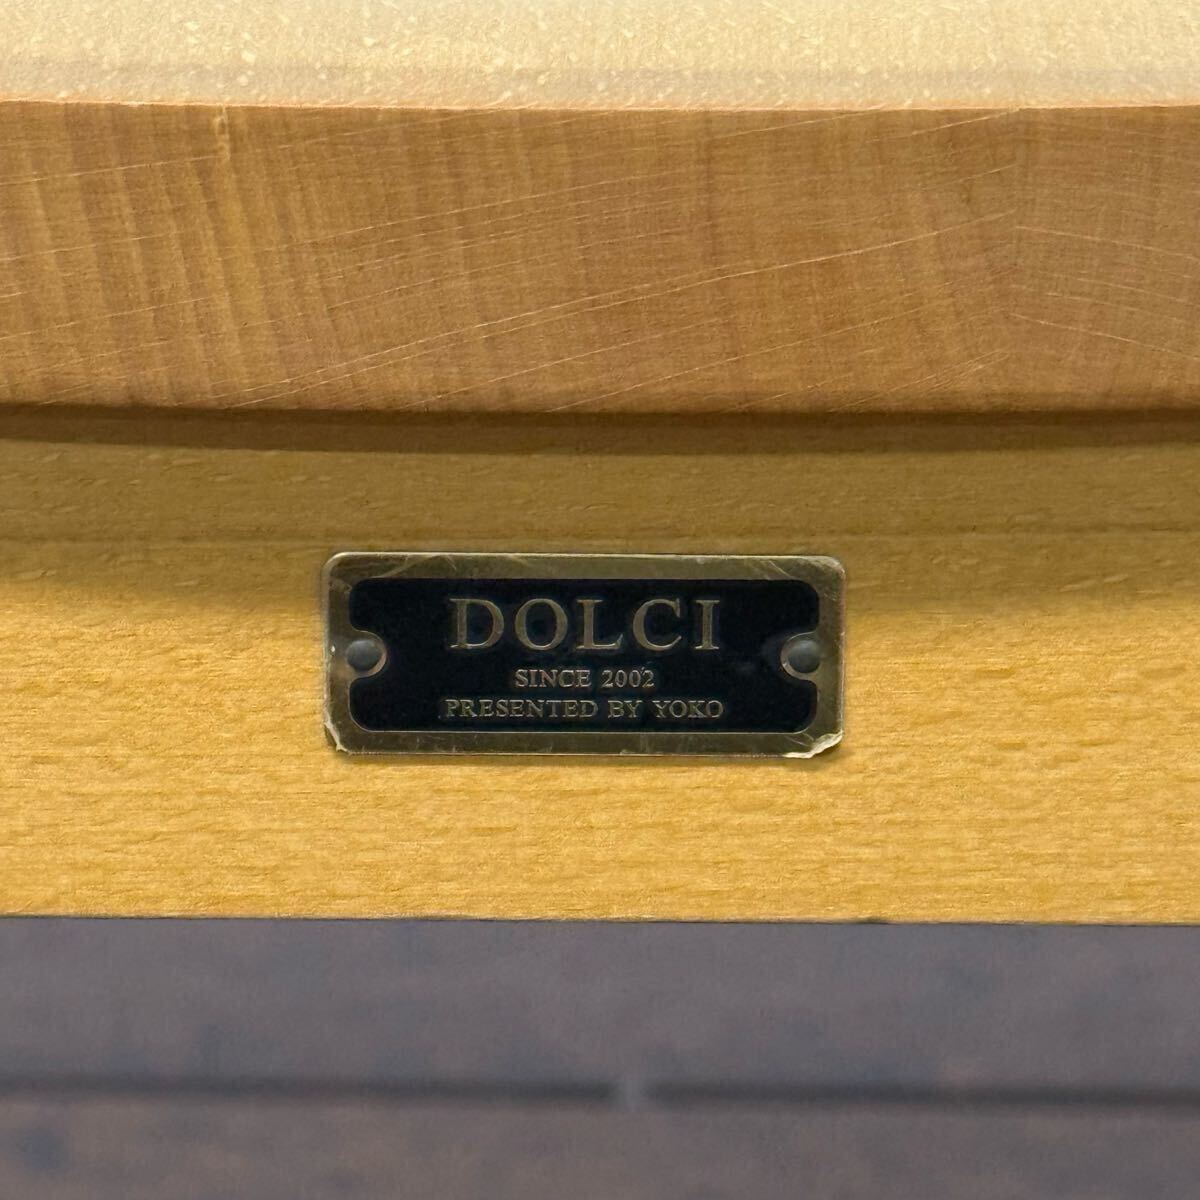 DOLCI
SINCE 2002
PRESENTED BY YOKO